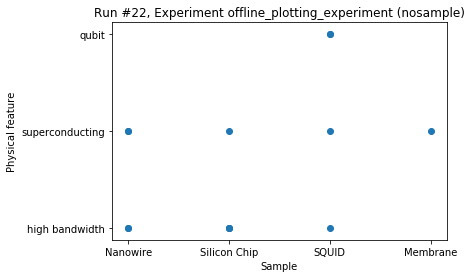 Run #22, Experiment offline_plotting_experiment (nosample)
qubit
superconducting
high bandwidth
Physical feature
Nanowire
Silicon Chip
SQUID
Membrane
Sample